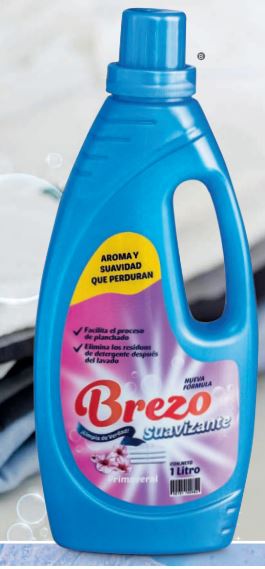 ®
AROMA Y
SUAVIDAD
QUE PERDURAN
✓ Facilita el proceso
de planchado
✓ Elimina los residuos
de detergente después
del lavado
NUEVA
FÓRMULA
Brezo
¡Limpia de Verdad!
Suavizante
Primaveral
CON.NETO
1 Litro